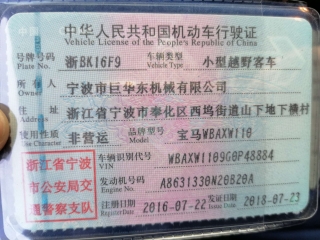 中华人民共和国机动车行驶证
Vehicle License of the People's Republic of China
号牌号码 浙BK16F9 车辆类型 小型越野客车
Plate No. Vehicle Type
所有人 宁波市巨华东机械有限公司
Owner
住址 浙江省宁波市奉化区西坞街道山下地下横村
Address
使用性质 非营运 品牌型号 宝马WBAXW110
Use Character Model
浙江省宁波
市公安局交
通警察支队
车辆识别代号 WBAXW1109G0P48884
VIN
发动机号码 A8631330N20B20A
Engine No.
注册日期 2016-07-22 发证日期 2018-07-23
Register Date Issue Date